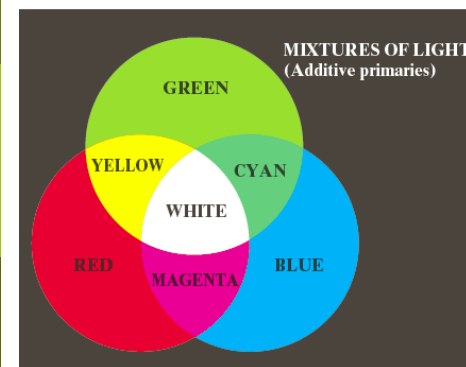 MIXTURES OF LIGHT
(Additive primaries)
GREEN
YELLOW
CYAN
WHITE
RED
BLUE
MAGENTA